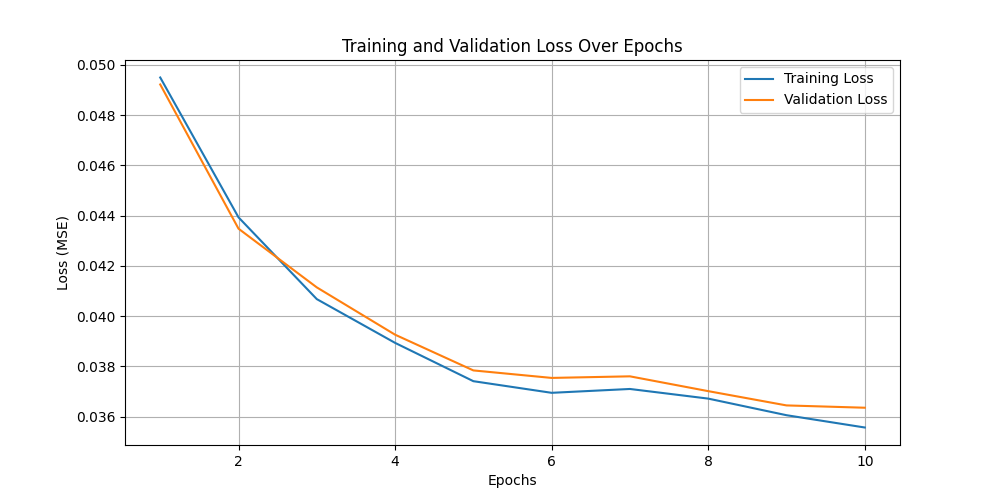 Training and Validation Loss Over Epochs
Training Loss
Validation Loss
Loss (MSE)
0.050
0.048
0.046
0.044
0.042
0.040
0.038
0.036
2 4 6 8 10
Epochs